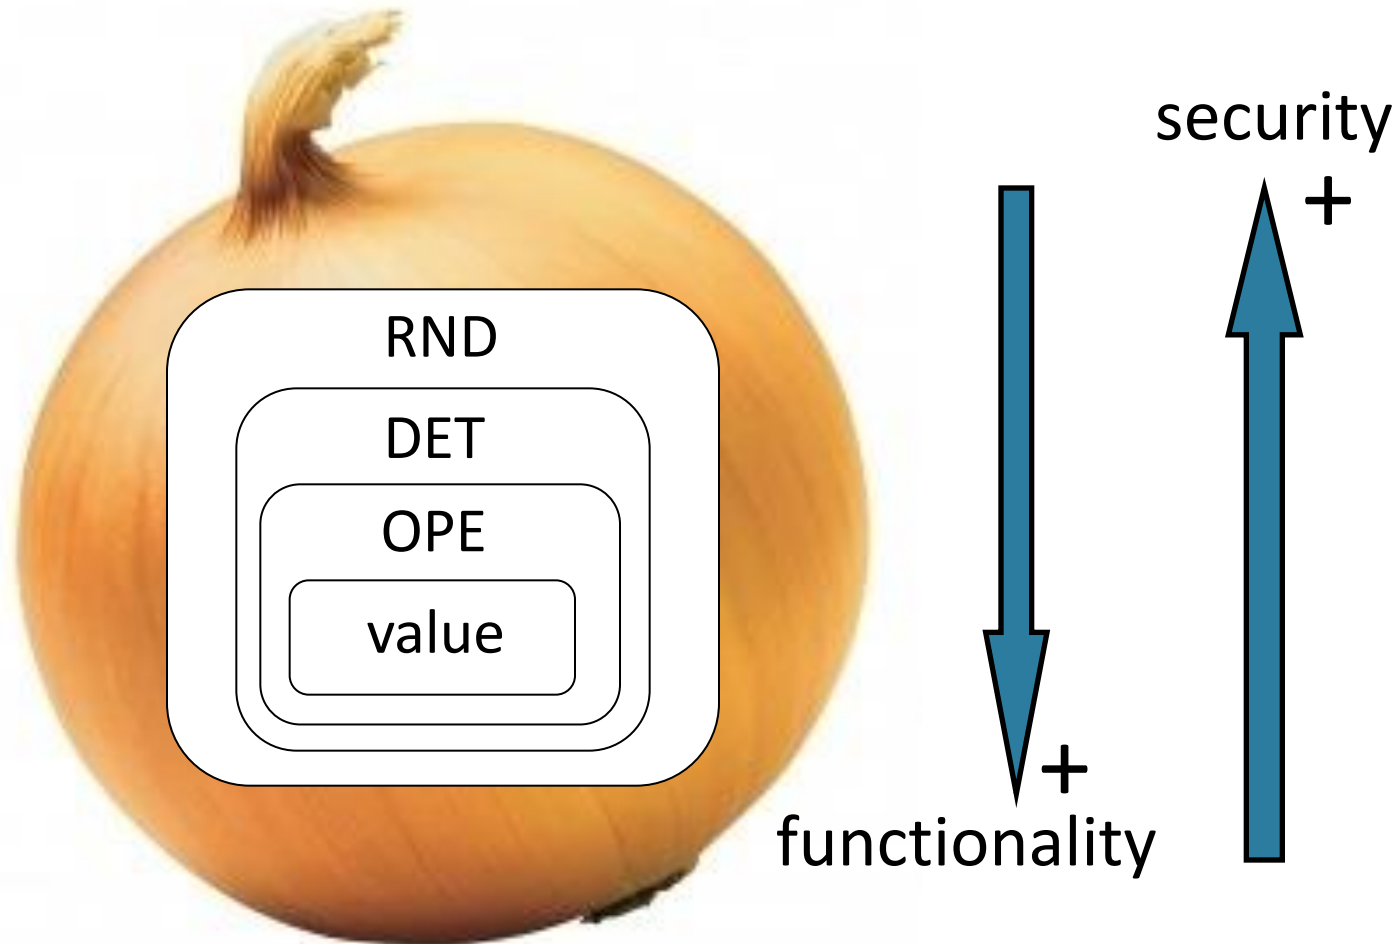 security
+
RND
DET
OPE
value
+
functionality